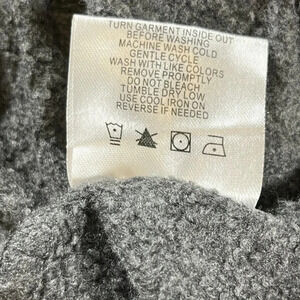 TURN GARMENT INSIDE OUT
BEFORE WASHING
MACHINE WASH COLD
GENTLE CYCLE
WASH WITH LIKE COLORS
REMOVE PROMPTLY
DO NOT BLEACH
TUMBLE DRY LOW
USE COOL IRON ON
REVERSE IF NEEDED